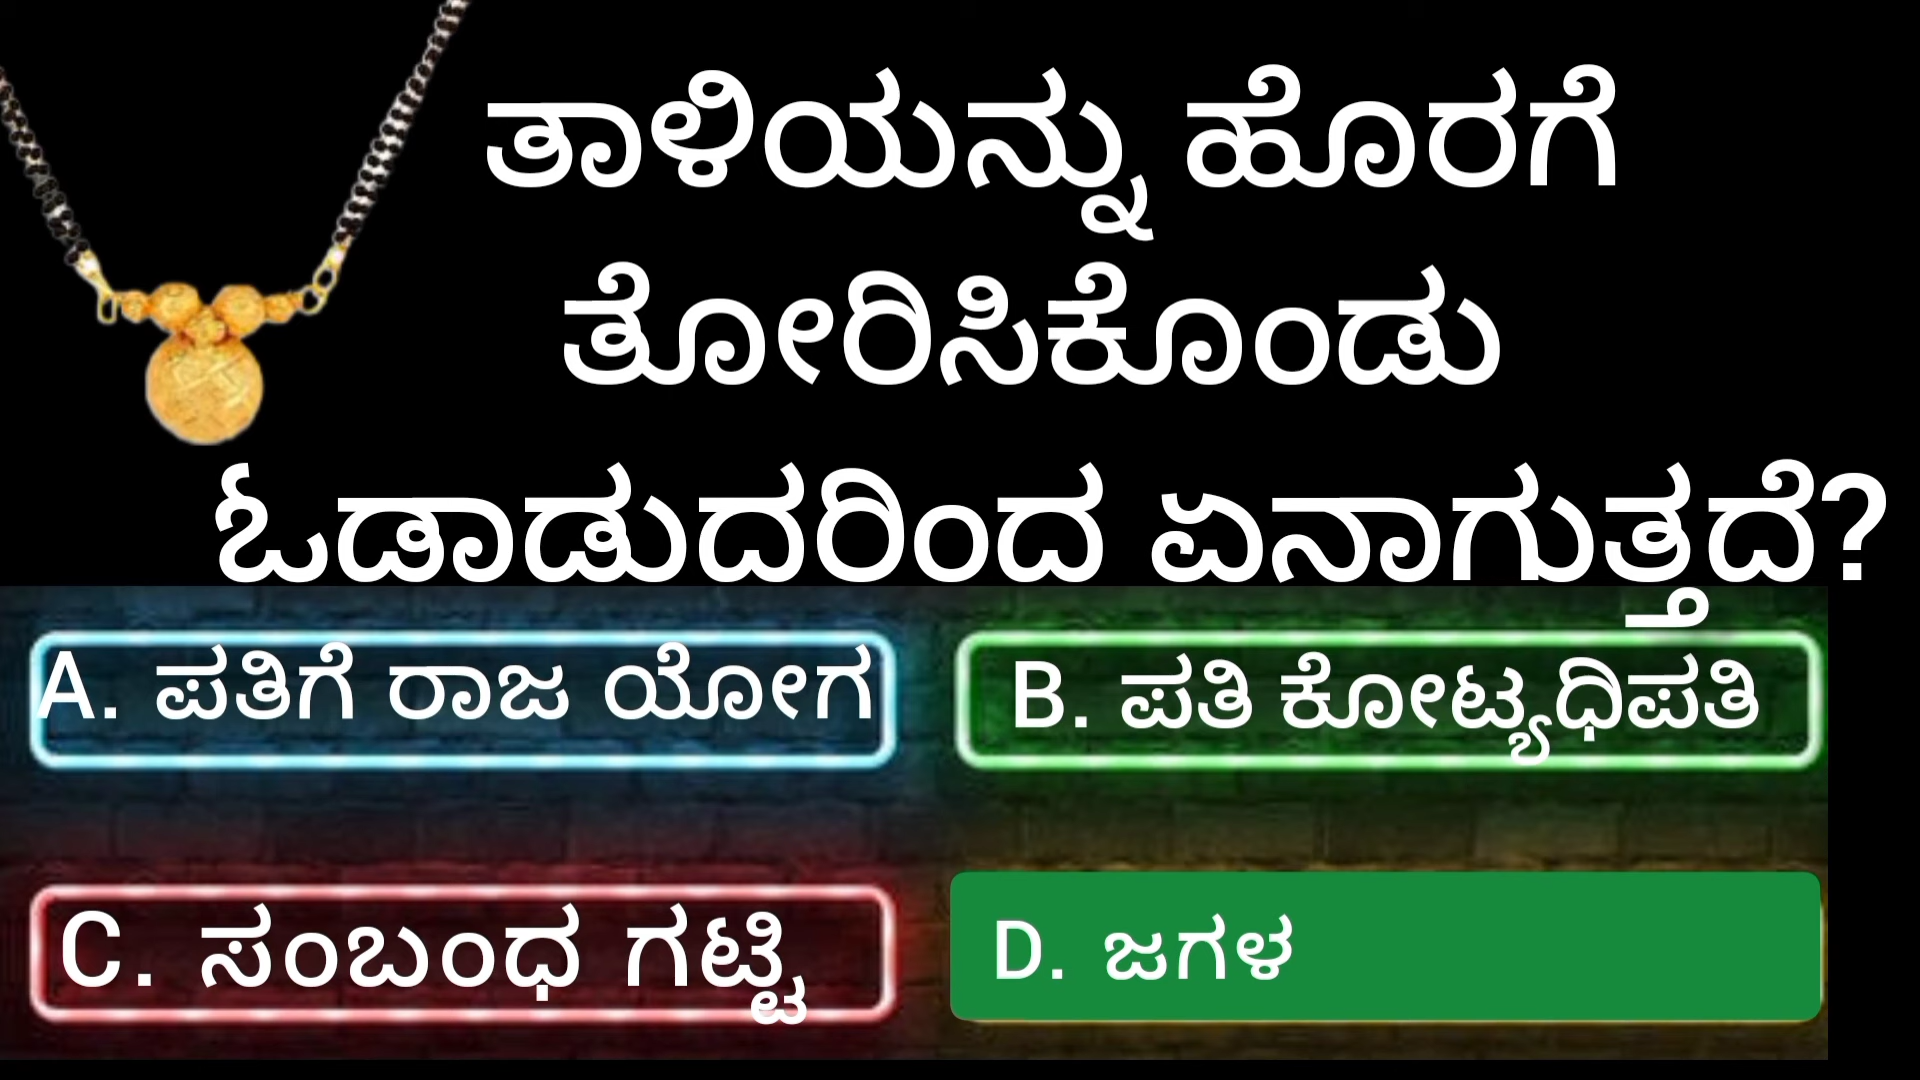 ತಾಳಿಯನ್ನು ಹೊರಗೆ
ತೋರಿಸಿಕೊಂಡು
ಓಡಾಡುದರಿಂದ ಏನಾಗುತ್ತದೆ?
A. ಪತಿಗೆ ರಾಜ ಯೋಗ
B. ಪತಿ ಕೋಟ್ಯಧಿಪತಿ
C. ಸಂಬಂಧ ಗಟ್ಟಿ
D. ಜಗಳ